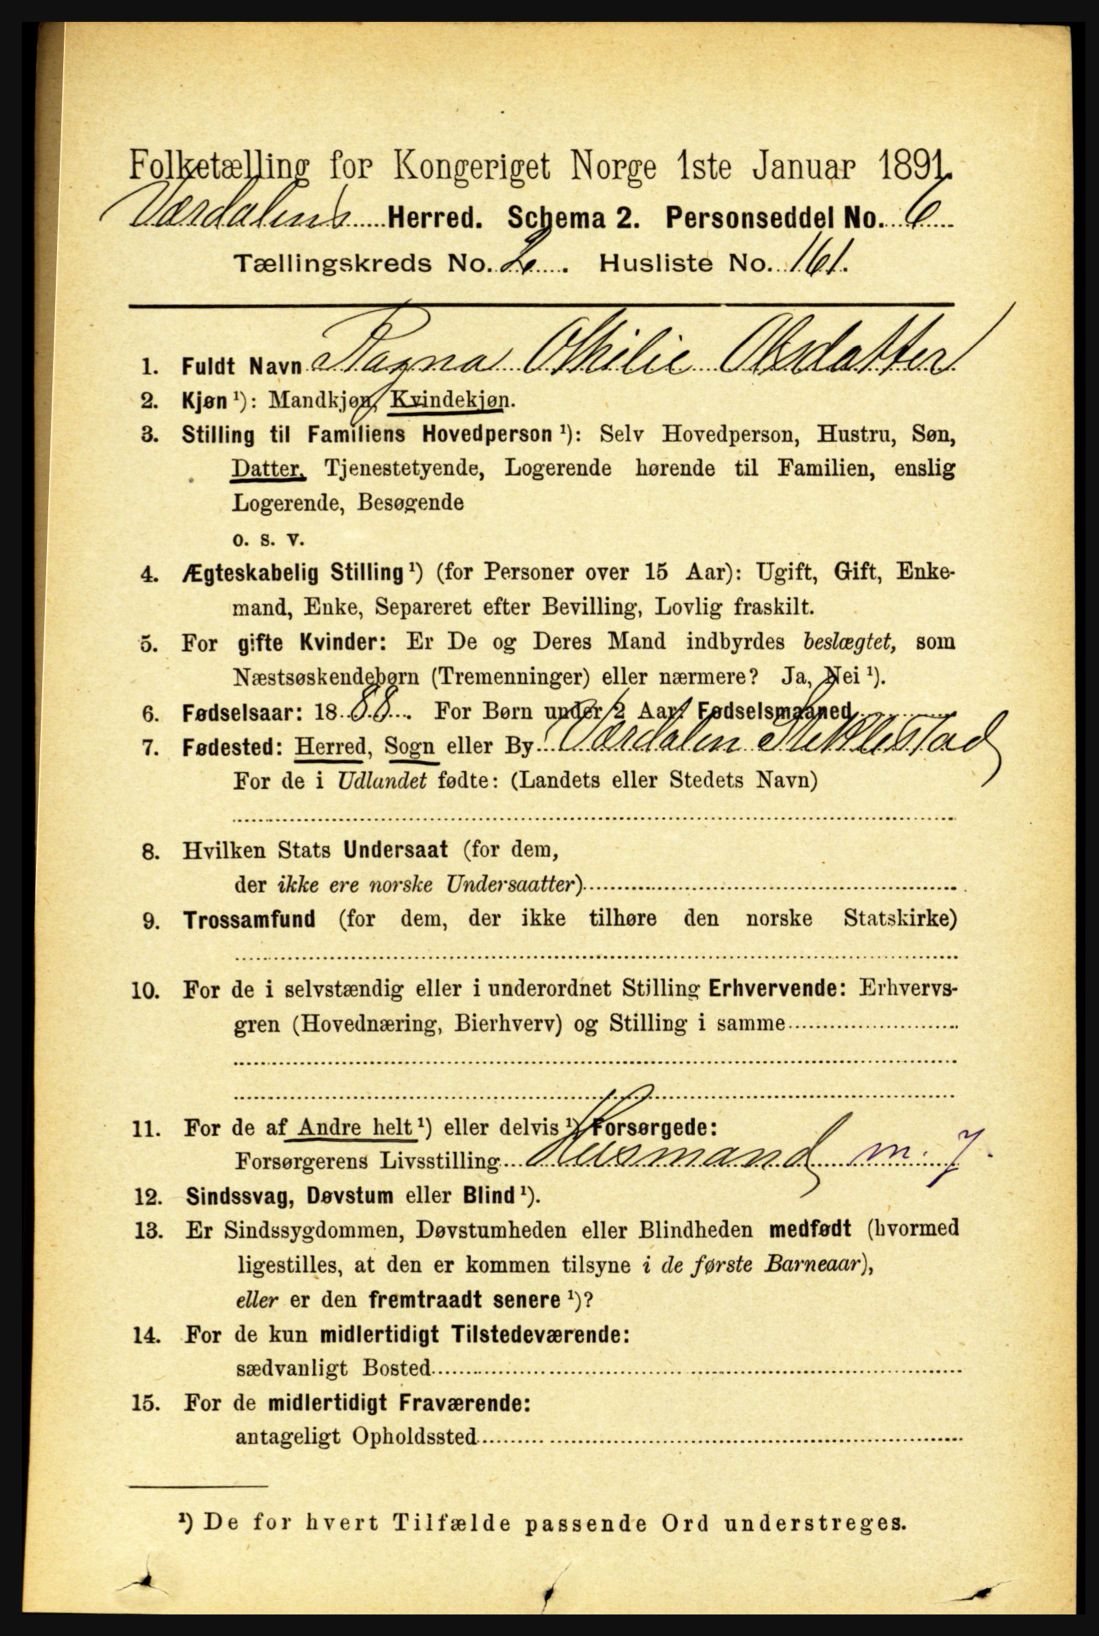 Folketælling for Kongeriget Norge 1ste Januar 1891.
Værdalens Herred. Schema 2. Personseddel No. 6
Tællingskreds No. 2. Husliste No. 161.
1. Fuldt Navn Ragna Othilie Olsdatter
2. Kjøn ¹): Mandkjøn, Kvindekjøn.
3. Stilling til Familiens Hovedperson ¹): Selv Hovedperson, Hustru, Søn,
Datter, Tjenestetyende, Logerende hørende til Familien, enslig
Logerende, Besøgende
o. s. v.
4. Ægteskabelig Stilling ¹) (for Personer over 15 Aar): Ugift, Gift, Enke-
mand, Enke, Separeret efter Bevilling, Lovlig fraskilt.
5. For gifte Kvinder: Er De og Deres Mand indbyrdes beslægtet, som
Næstsøskendebørn (Tremenninger) eller nærmere? Ja, Nei ¹).
6. Fødselsaar: 1888. For Børn under 2 Aar: Fødselsmaaned
7. Fødested: Herred, Sogn eller By Værdalen Stiklestad
For de i Udlandet fødte: (Landets eller Stedets Navn)
8. Hvilken Stats Undersaat (for dem,
der ikke ere norske Undersaatter)
9. Trossamfund (for dem, der ikke tilhøre den norske Statskirke)
10. For de i selvstændig eller i underordnet Stilling Erhvervende: Erhvervs-
gren (Hovednæring, Bierhverv) og Stilling i samme
11. For de af Andre helt ¹) eller delvis ¹) Forsørgede:
Forsørgerens Livsstilling Husmand m. J.
12. Sindssvag, Døvstum eller Blind ¹).
13. Er Sindssygdommen, Døvstumheden eller Blindheden medfødt (hvormed
ligestilles, at den er kommen tilsyne i de første Barneaar),
eller er den fremtraadt senere ¹)?
14. For de kun midlertidigt Tilstedeværende:
sædvanligt Bosted
15. For de midlertidigt Fraværende:
antageligt Opholdssted
¹) De for hvert Tilfælde passende Ord understreges.